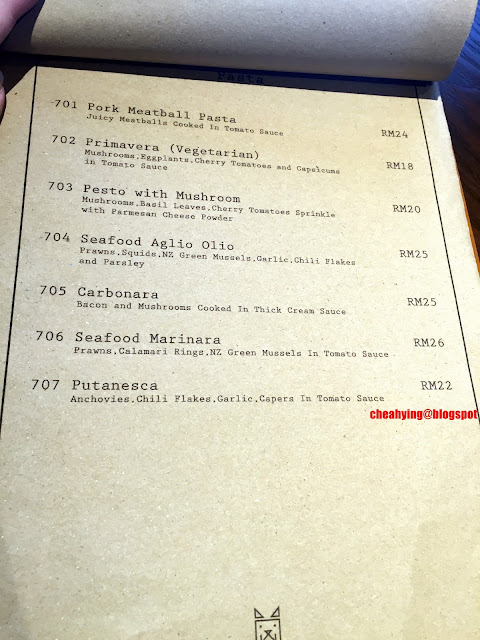 Pasta
701 Pork Meatball Pasta
Juicy Meatballs Cooked In Tomato Sauce RM24
702 Primavera (Vegetarian)
Mushrooms,Eggplants,Cherry Tomatoes and Capsicums RM18
in Tomato Sauce
703 Pesto with Mushroom
Mushrooms,Basil Leaves,Cherry Tomatoes Sprinkle RM20
with Parmesan Cheese Powder
704 Seafood Aglio Olio
Prawns,Squids,NZ Green Mussels,Garlic,Chili Flakes RM25
and Parsley
705 Carbonara RM25
Bacon and Mushrooms Cooked In Thick Cream Sauce
706 Seafood Marinara RM26
Prawns,Calamari Rings,NZ Green Mussels In Tomato Sauce
707 Putanesca RM22
Anchovies,Chili Flakes,Garlic,Capers In Tomato Sauce
cheahying@blogspot